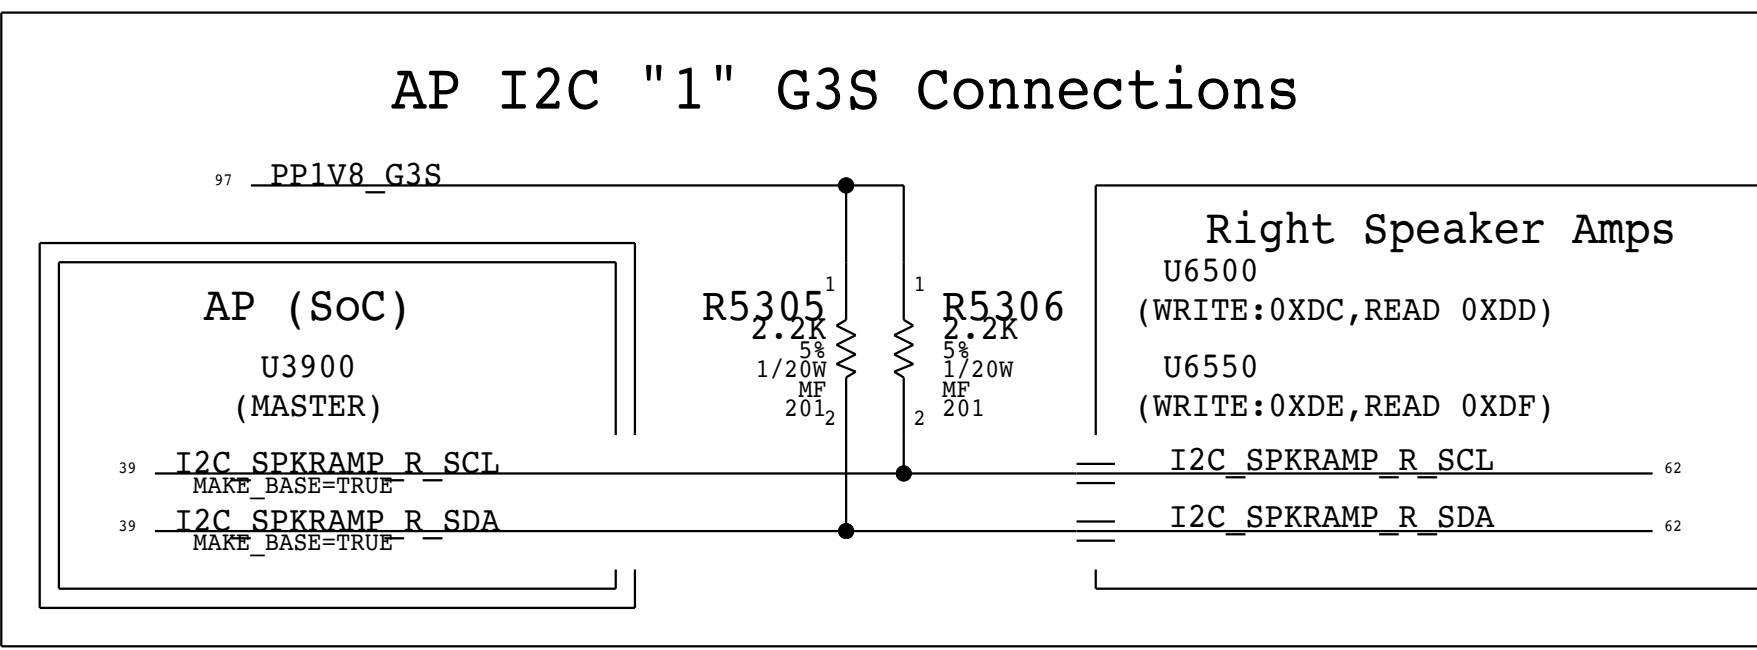 AP I2C "1" G3S Connections
97 PP1V8_G3S
Right Speaker Amps
U6500
(WRITE:0XDC,READ 0XDD)
U6550
(WRITE:0XDE,READ 0XDF)
AP (SoC)
U3900
(MASTER)
R5305
2.2K
5%
1/20W
MF
201
1
2
R5306
2.2K
5%
1/20W
MF
201
1
2
39 I2C_SPKRAMP_R_SCL
MAKE_BASE=TRUE
39 I2C_SPKRAMP_R_SDA
MAKE_BASE=TRUE
I2C_SPKRAMP_R_SCL 62
I2C_SPKRAMP_R_SDA 62